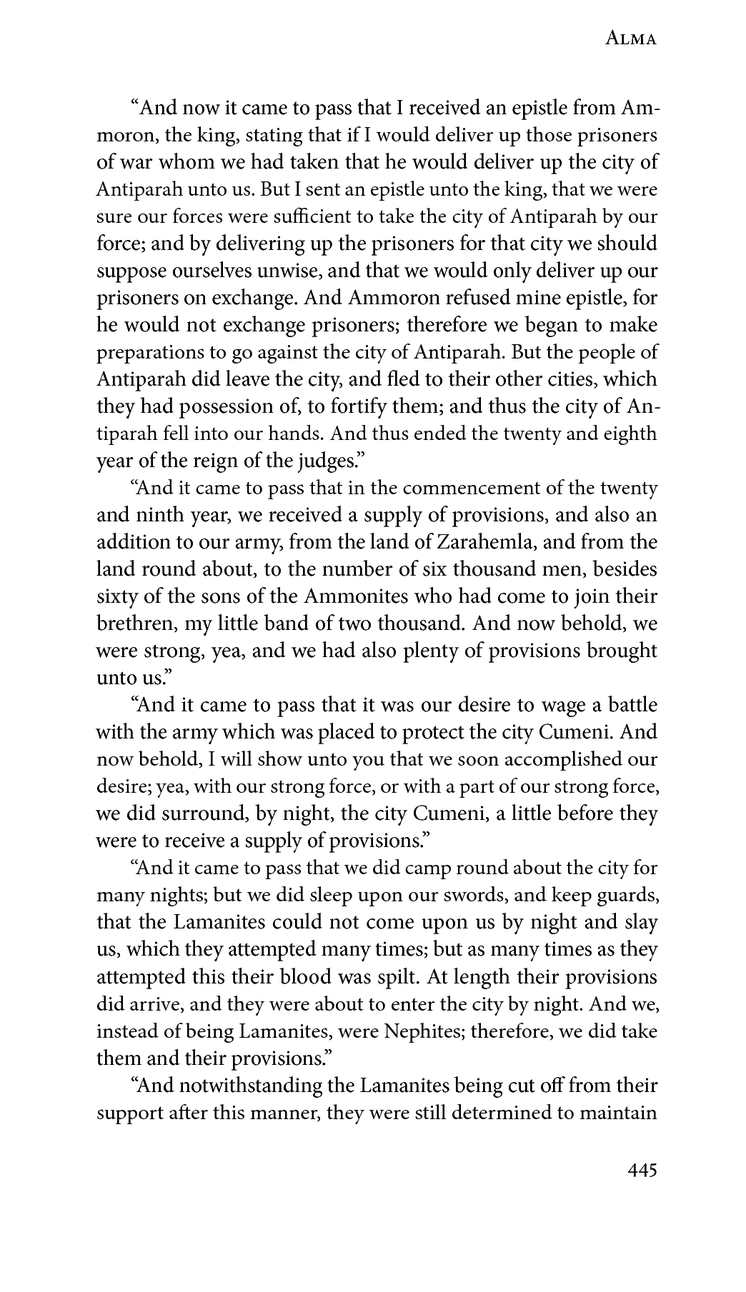 Alma
“And now it came to pass that I received an epistle from Am-
moron, the king, stating that if I would deliver up those prisoners
of war whom we had taken that he would deliver up the city of
Antiparah unto us. But I sent an epistle unto the king, that we were
sure our forces were sufficient to take the city of Antiparah by our
force; and by delivering up the prisoners for that city we should
suppose ourselves unwise, and that we would only deliver up our
prisoners on exchange. And Ammoron refused mine epistle, for
he would not exchange prisoners; therefore we began to make
preparations to go against the city of Antiparah. But the people of
Antiparah did leave the city, and fled to their other cities, which
they had possession of, to fortify them; and thus the city of An-
tiparah fell into our hands. And thus ended the twenty and eighth
year of the reign of the judges.”
“And it came to pass that in the commencement of the twenty
and ninth year, we received a supply of provisions, and also an
addition to our army, from the land of Zarahemla, and from the
land round about, to the number of six thousand men, besides
sixty of the sons of the Ammonites who had come to join their
brethren, my little band of two thousand. And now behold, we
were strong, yea, and we had also plenty of provisions brought
unto us.”
“And it came to pass that it was our desire to wage a battle
with the army which was placed to protect the city Cumeni. And
now behold, I will show unto you that we soon accomplished our
desire; yea, with our strong force, or with a part of our strong force,
we did surround, by night, the city Cumeni, a little before they
were to receive a supply of provisions.”
“And it came to pass that we did camp round about the city for
many nights; but we did sleep upon our swords, and keep guards,
that the Lamanites could not come upon us by night and slay
us, which they attempted many times; but as many times as they
attempted this their blood was spilt. At length their provisions
did arrive, and they were about to enter the city by night. And we,
instead of being Lamanites, were Nephites; therefore, we did take
them and their provisions.”
“And notwithstanding the Lamanites being cut off from their
support after this manner, they were still determined to maintain
445